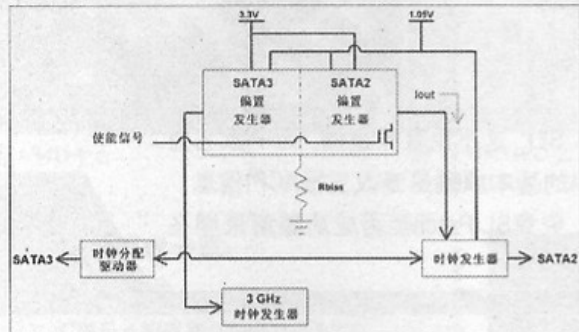 3.3V
1.05V
SATA3
偏置
发生器
SATA2
偏置
发生器
Iout
使能信号
Rbias
SATA3
时钟分配
驱动器
时钟发生器
SATA2
3 GHz
时钟发生器